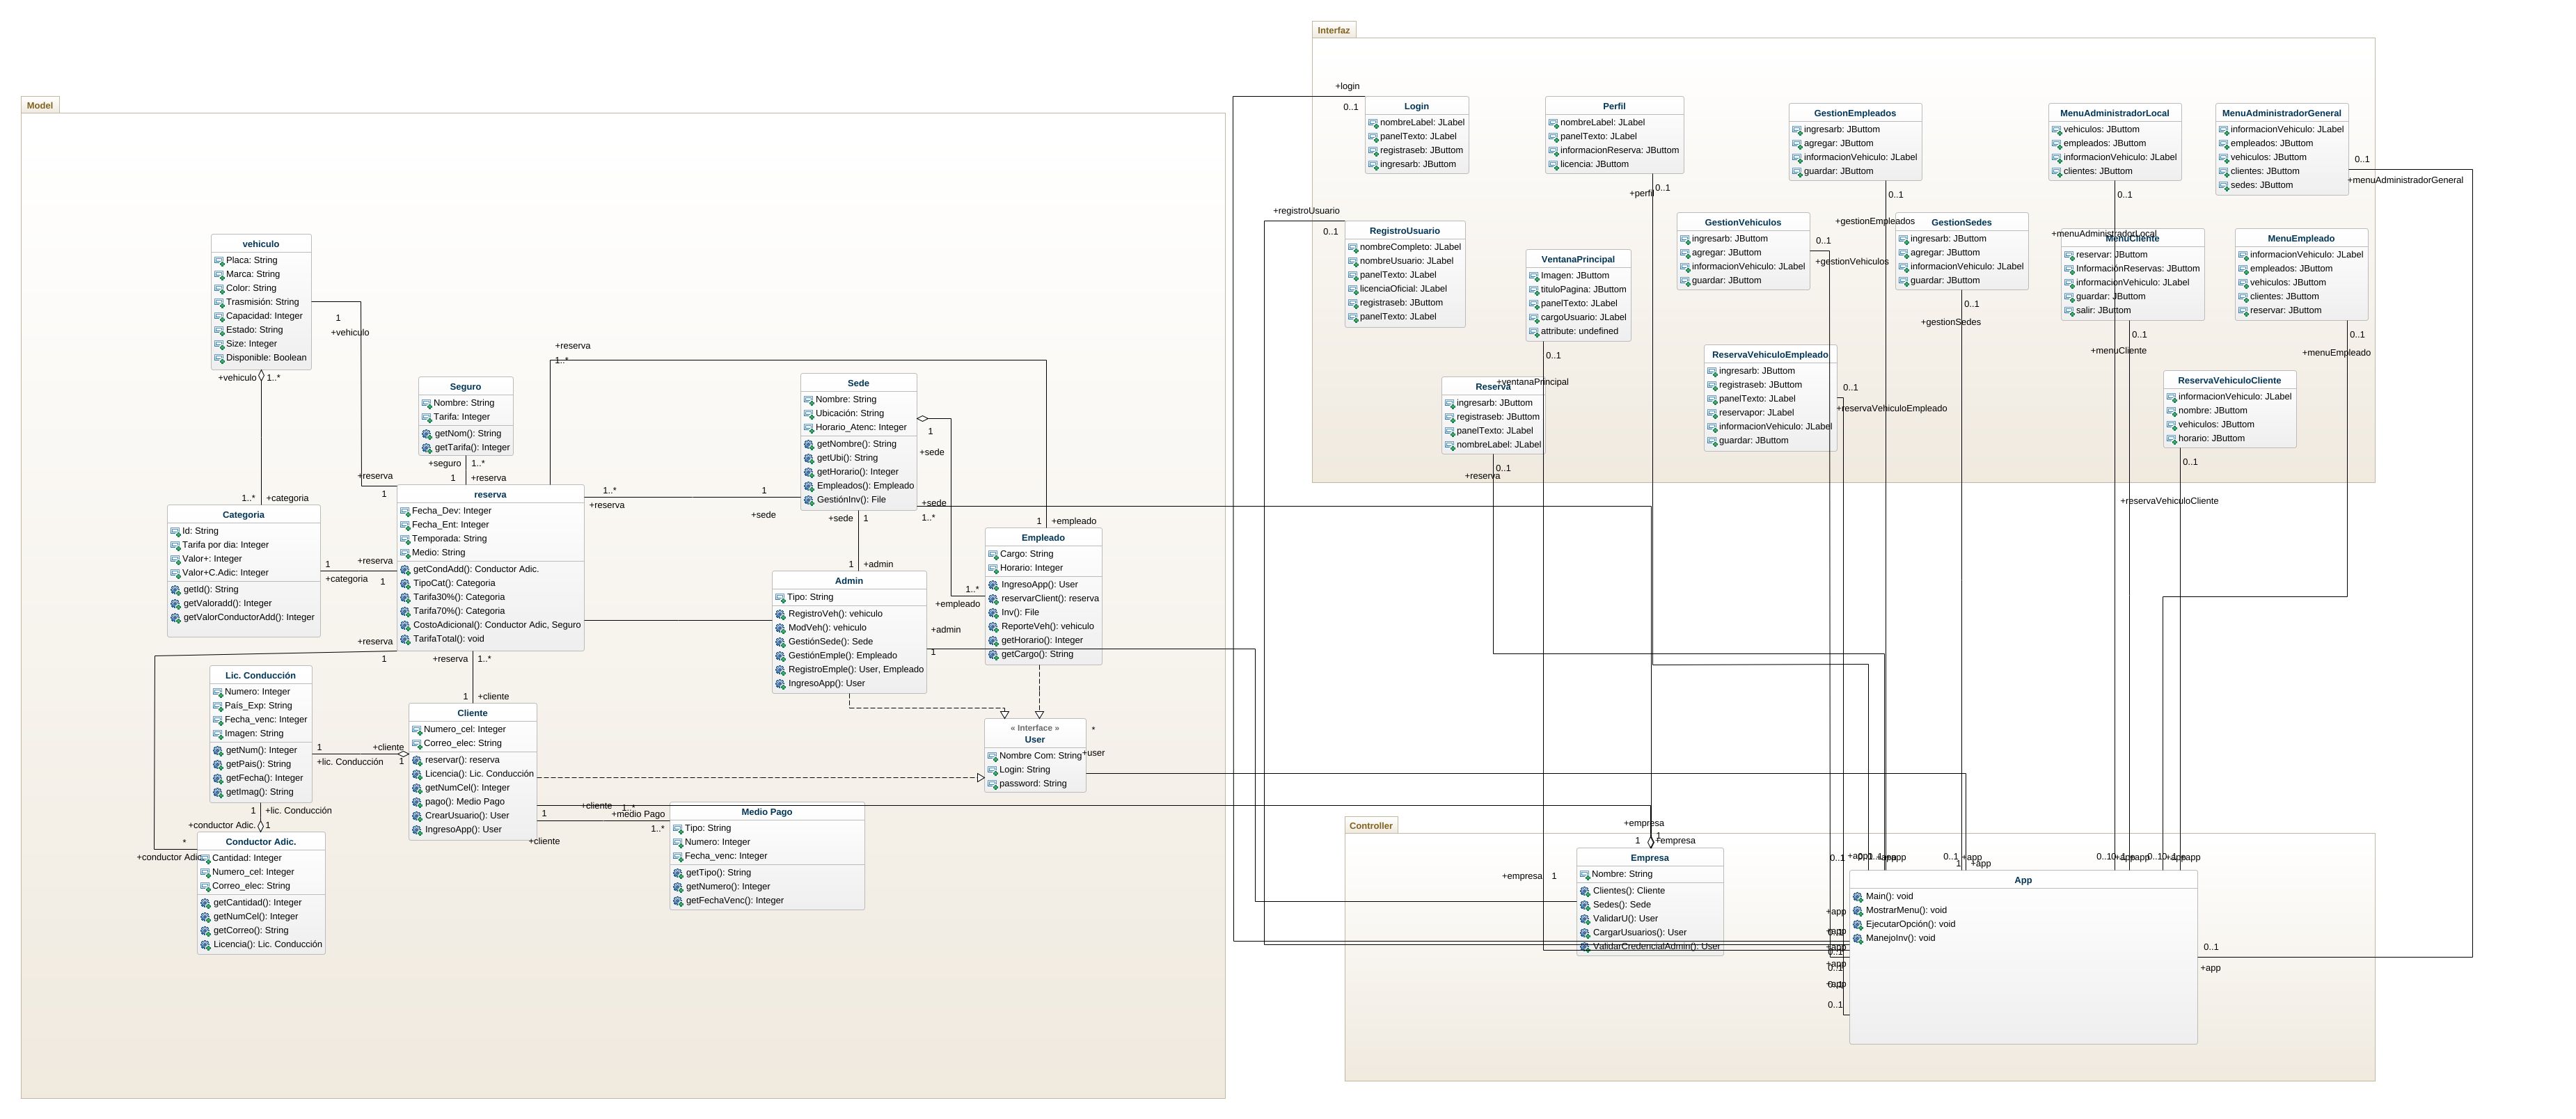 Interfaz
Model
Controller
+login
0..1
Login
nombreLabel: JLabel
panelTexto: JLabel
registraseb: JButtom
ingresarb: JButtom
Perfil
nombreLabel: JLabel
panelTexto: JLabel
informacionReserva: JButtom
licencia: JButtom
+perfil
0..1
GestionEmpleados
ingresarb: JButtom
agregar: JButtom
informacionVehiculo: JLabel
guardar: JButtom
0..1
+gestionEmpleados
MenuAdministradorLocal
vehiculos: JButtom
empleados: JButtom
informacionVehiculo: JLabel
clientes: JButtom
0..1
+menuAdministradorLocal
MenuAdministradorGeneral
informacionVehiculo: JLabel
empleados: JButtom
vehiculos: JButtom
clientes: JButtom
sedes: JButtom
0..1
+menuAdministradorGeneral
+registroUsuario
0..1
RegistroUsuario
nombreCompleto: JLabel
nombreUsuario: JLabel
panelTexto: JLabel
licenciaOficial: JLabel
registraseb: JButtom
panelTexto: JLabel
VentanaPrincipal
Imagen: JButtom
tituloPagina: JButtom
panelTexto: JLabel
cargoUsuario: JLabel
attribute: undefined
0..1
+ventanaPrincipal
GestionVehiculos
ingresarb: JButtom
agregar: JButtom
informacionVehiculo: JLabel
guardar: JButtom
0..1
+gestionVehiculos
GestionSedes
ingresarb: JButtom
agregar: JButtom
informacionVehiculo: JLabel
guardar: JButtom
0..1
+gestionSedes
MenuCliente
reservar: JButtom
InformaciónReservas: JButtom
informacionVehiculo: JLabel
guardar: JButtom
salir: JButtom
0..1
+menuCliente
MenuEmpleado
informacionVehiculo: JLabel
empleados: JButtom
vehiculos: JButtom
clientes: JButtom
reservar: JButtom
0..1
+menuEmpleado
Reserva
ingresarb: JButtom
registraseb: JButtom
panelTexto: JLabel
nombreLabel: JLabel
0..1
+reserva
ReservaVehiculoEmpleado
ingresarb: JButtom
registraseb: JButtom
panelTexto: JLabel
reservapor: JLabel
informacionVehiculo: JLabel
guardar: JButtom
0..1
+reservaVehiculoEmpleado
ReservaVehiculoCliente
informacionVehiculo: JLabel
nombre: JButtom
vehiculos: JButtom
horario: JButtom
0..1
+reservaVehiculoCliente
vehiculo
Placa: String
Marca: String
Color: String
Trasmisión: String
Capacidad: Integer
Estado: String
Size: Integer
Disponible: Boolean
1
+vehiculo
+vehiculo
1..*
Seguro
Nombre: String
Tarifa: Integer
getNom(): String
getTarifa(): Integer
+seguro
1..*
1
+reserva
+reserva
1..*
Sede
Nombre: String
Ubicación: String
Horario_Atenc: Integer
getNombre(): String
getUbi(): String
getHorario(): Integer
Empleados(): Empleado
GestiónInv(): File
1
+sede
+sede
1..*
+sede
1
1..*
+categoria
Categoria
Id: String
Tarifa por dia: Integer
Valor+: Integer
Valor+C.Adic: Integer
getId(): String
getValoradd(): Integer
getValorConductorAdd(): Integer
1
+categoria
+reserva
1
+reserva
1
+reserva
1
reserva
Fecha_Dev: Integer
Fecha_Ent: Integer
Temporada: String
Medio: String
getCondAdd(): Conductor Adic.
TipoCat(): Categoria
Tarifa30%(): Categoria
Tarifa70%(): Categoria
CostoAdicional(): Conductor Adic, Seguro
TarifaTotal(): void
1..*
+reserva
1
+sede
+reserva
1..*
1
+admin
Admin
Tipo: String
RegistroVeh(): vehiculo
ModVeh(): vehiculo
GestiónSede(): Sede
GestiónEmple(): Empleado
RegistroEmple(): User, Empleado
IngresoApp(): User
+admin
1
1
+empleado
1..*
+empleado
Empleado
Cargo: String
Horario: Integer
IngresoApp(): User
reservarClient(): reserva
Inv(): File
ReporteVeh(): vehiculo
getHorario(): Integer
getCargo(): String
Lic. Conducción
Numero: Integer
País_Exp: String
Fecha_venc: Integer
Imagen: String
getNum(): Integer
getPais(): String
getFecha(): Integer
getImag(): String
1
+lic. Conducción
+cliente
1
1
+lic. Conducción
+conductor Adic.
1
1
+cliente
Cliente
Numero_cel: Integer
Correo_elec: String
reservar(): reserva
Licencia(): Lic. Conducción
getNumCel(): Integer
pago(): Medio Pago
CrearUsuario(): User
IngresoApp(): User
+cliente
1..*
1
+cliente
+medio Pago
1..*
« Interface »
User
Nombre Com: String
Login: String
password: String
*
+user
*
+conductor Adic.
Conductor Adic.
Cantidad: Integer
Numero_cel: Integer
Correo_elec: String
getCantidad(): Integer
getNumCel(): Integer
getCorreo(): String
Licencia(): Lic. Conducción
Medio Pago
Tipo: String
Numero: Integer
Fecha_venc: Integer
getTipo(): String
getNumero(): Integer
getFechaVenc(): Integer
+empresa
1
1
+empresa
+empresa
1
Empresa
Nombre: String
Clientes(): Cliente
Sedes(): Sede
ValidarU(): User
CargarUsuarios(): User
ValidarCredencialAdmin(): User
0..1
+app
0..1
+app
1
+app
App
Main(): void
MostrarMenu(): void
EjecutarOpción(): void
ManejoInv(): void
+app
0..1
0..1
+app